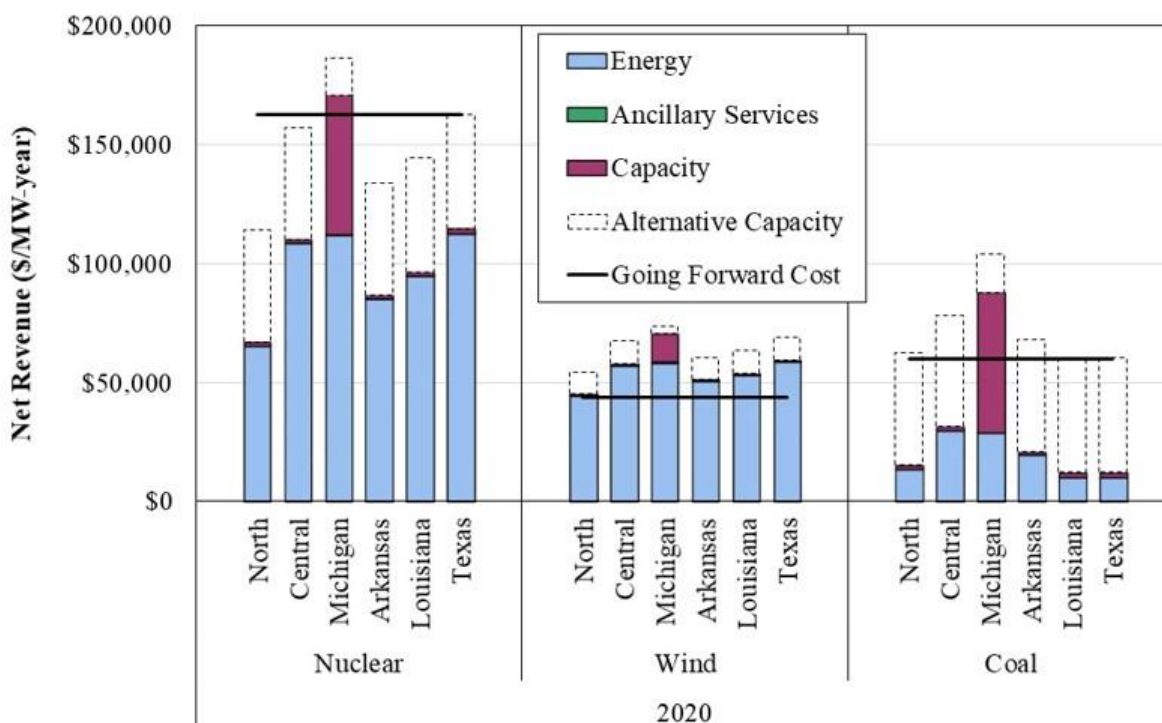 Net Revenue ($/MW-year)
$200,000
$150,000
$100,000
$50,000
$0
Energy
Ancillary Services
Capacity
Alternative Capacity
Going Forward Cost
North
Central
Michigan
Arkansas
Louisiana
Texas
North
Central
Michigan
Arkansas
Louisiana
Texas
North
Central
Michigan
Arkansas
Louisiana
Texas
Nuclear
Wind
Coal
2020